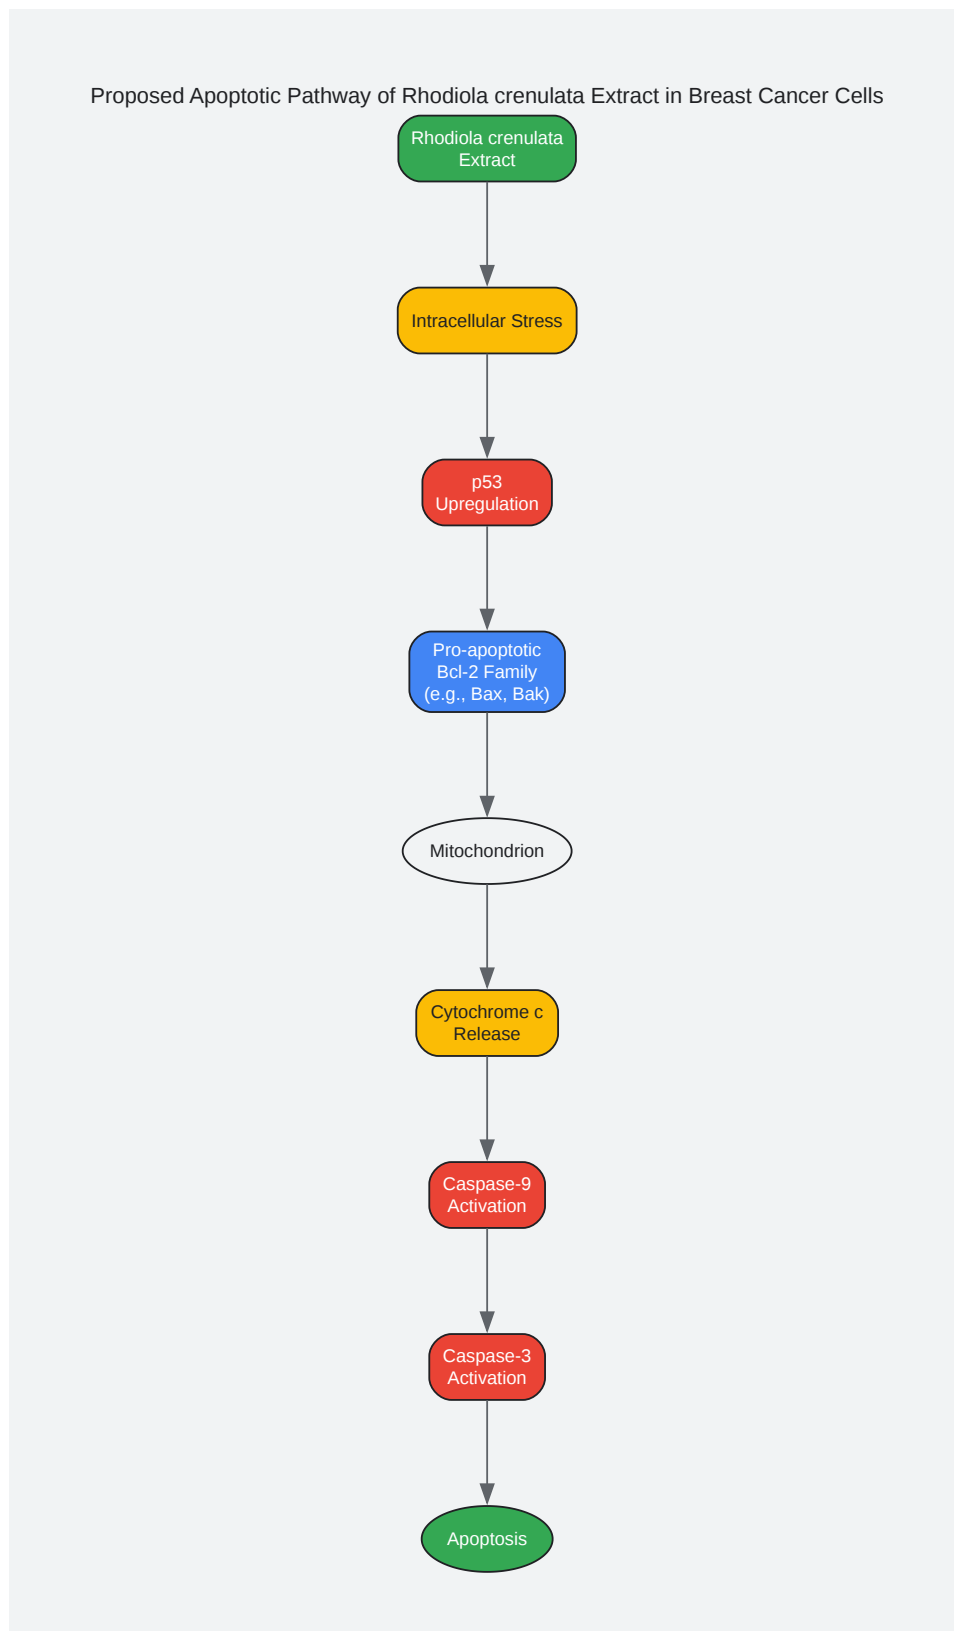 Proposed Apoptotic Pathway of Rhodiola crenulata Extract in Breast Cancer Cells
Rhodiola crenulata
Extract
Intracellular Stress
p53
Upregulation
Pro-apoptotic
Bcl-2 Family
(e.g., Bax, Bak)
Mitochondrion
Cytochrome c
Release
Caspase-9
Activation
Caspase-3
Activation
Apoptosis